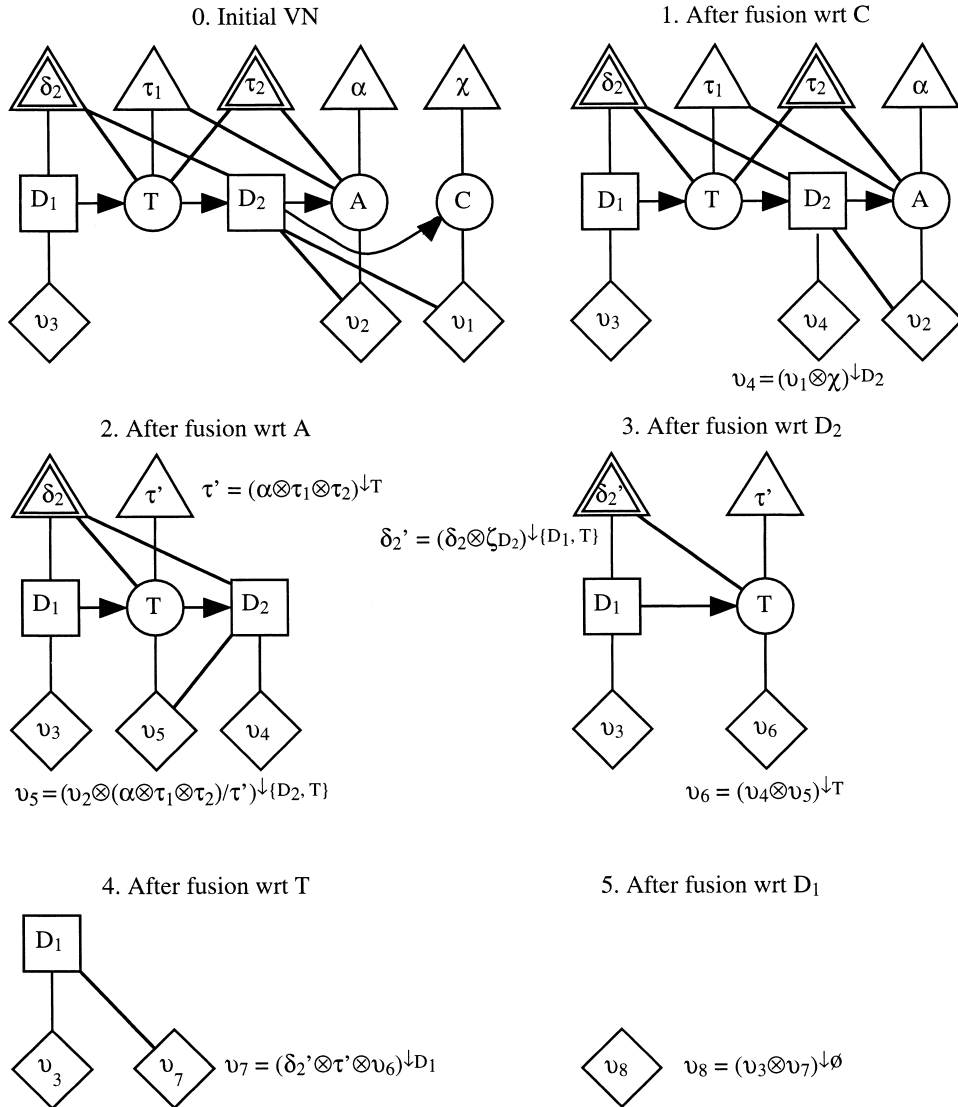 0. Initial VN
δ₂ τ₁ τ₂ α χ
D₁ T D₂ A C
υ₃ υ₂ υ₁
1. After fusion wrt C
δ₂ τ₁ τ₂ α
D₁ T D₂ A
υ₃ υ₄ υ₂
υ₄=(υ₁⊗χ)↓D₂
2. After fusion wrt A
δ₂ τ' τ' = (α⊗τ₁⊗τ₂)↓T
D₁ T D₂
υ₃ υ₅ υ₄
υ₅=(υ₂⊗(α⊗τ₁⊗τ₂)/τ')↓{D₂, T}
3. After fusion wrt D₂
δ₂' τ'
δ₂' = (δ₂⊗ζD₂)↓{D₁, T}
D₁ T
υ₃ υ₆
υ₆ = (υ₄⊗υ₅)↓T
4. After fusion wrt T
D₁
υ₃ υ₇ υ₇ = (δ₂'⊗τ'⊗υ₆)↓D₁
5. After fusion wrt D₁
υ₈ υ₈ = (υ₃⊗υ₇)↓ø